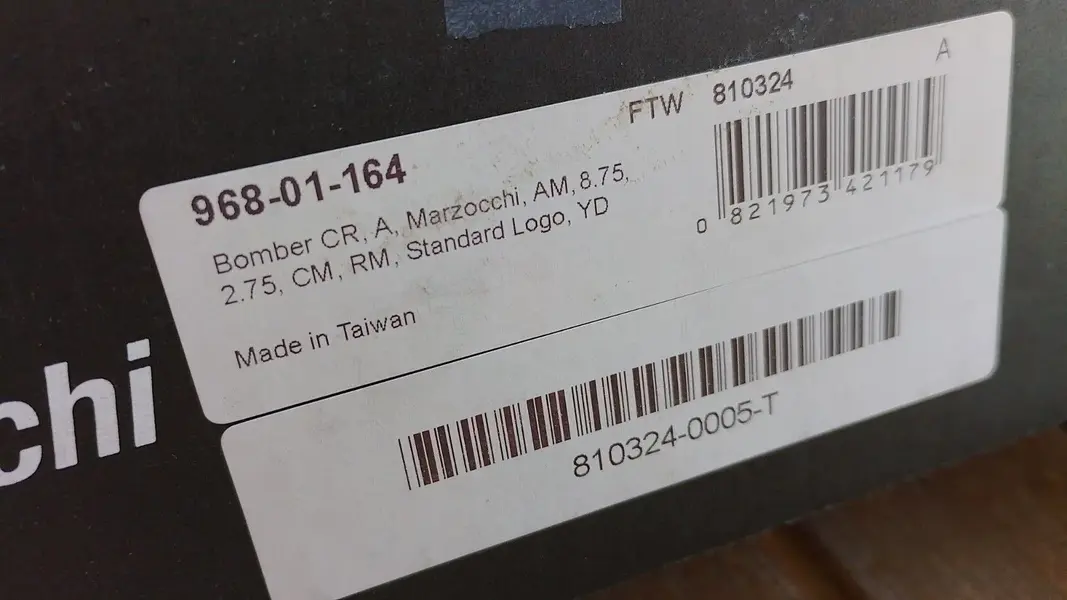 A
FTW 810324
968-01-164
Bomber CR, A, Marzocchi, AM, 8.75,
2.75, CM, RM, Standard Logo, YD
Made in Taiwan
0 821973 421179
810324-0005-T
chi